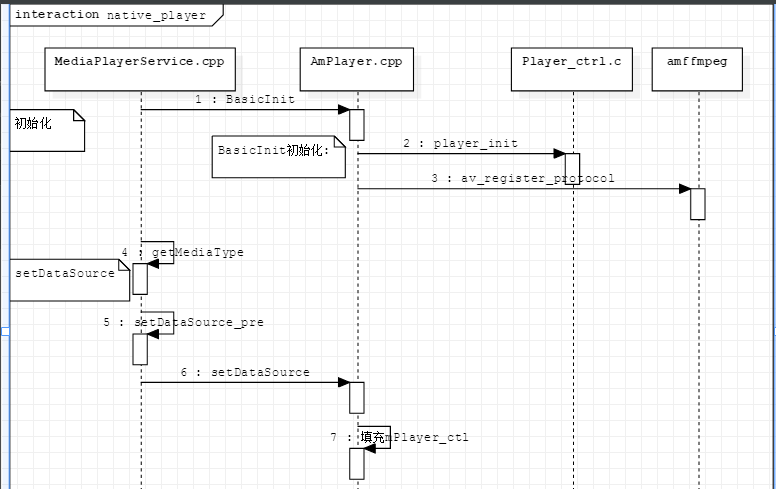 interaction native_player
MediaPlayerService.cpp
AmPlayer.cpp
Player_ctrl.c
amffmpeg
1 : BasicInit
初始化
BasicInit初始化:
2 : player_init
3 : av_register_protocol
4 : getMediaType
setDataSource
5 : setDataSource_pre
6 : setDataSource
7 : 填充mPlayer_ctl